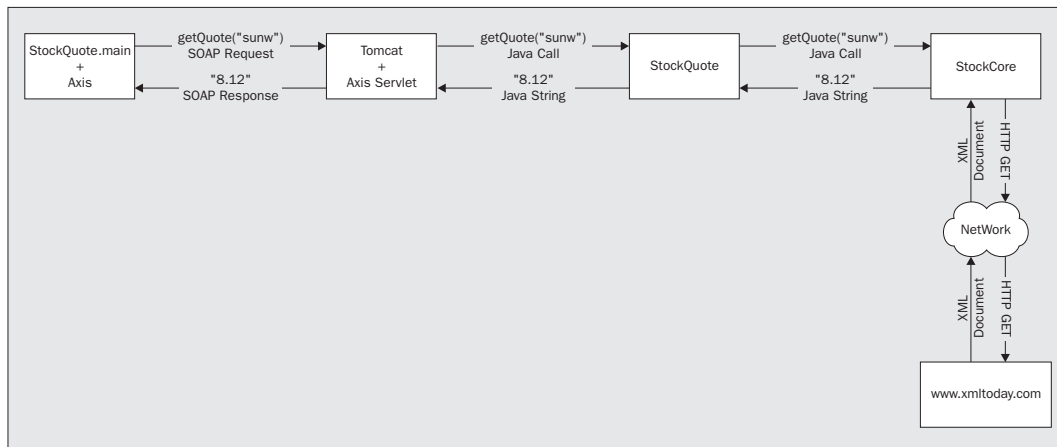 StockQuote.main
+
Axis
getQuote("sunw")
SOAP Request
"8.12"
SOAP Response
Tomcat
+
Axis Servlet
getQuote("sunw")
Java Call
"8.12"
Java String
StockQuote
getQuote("sunw")
Java Call
"8.12"
Java String
StockCore
XML
Document
HTTP GET
NetWork
XML
Document
HTTP GET
www.xmltoday.com